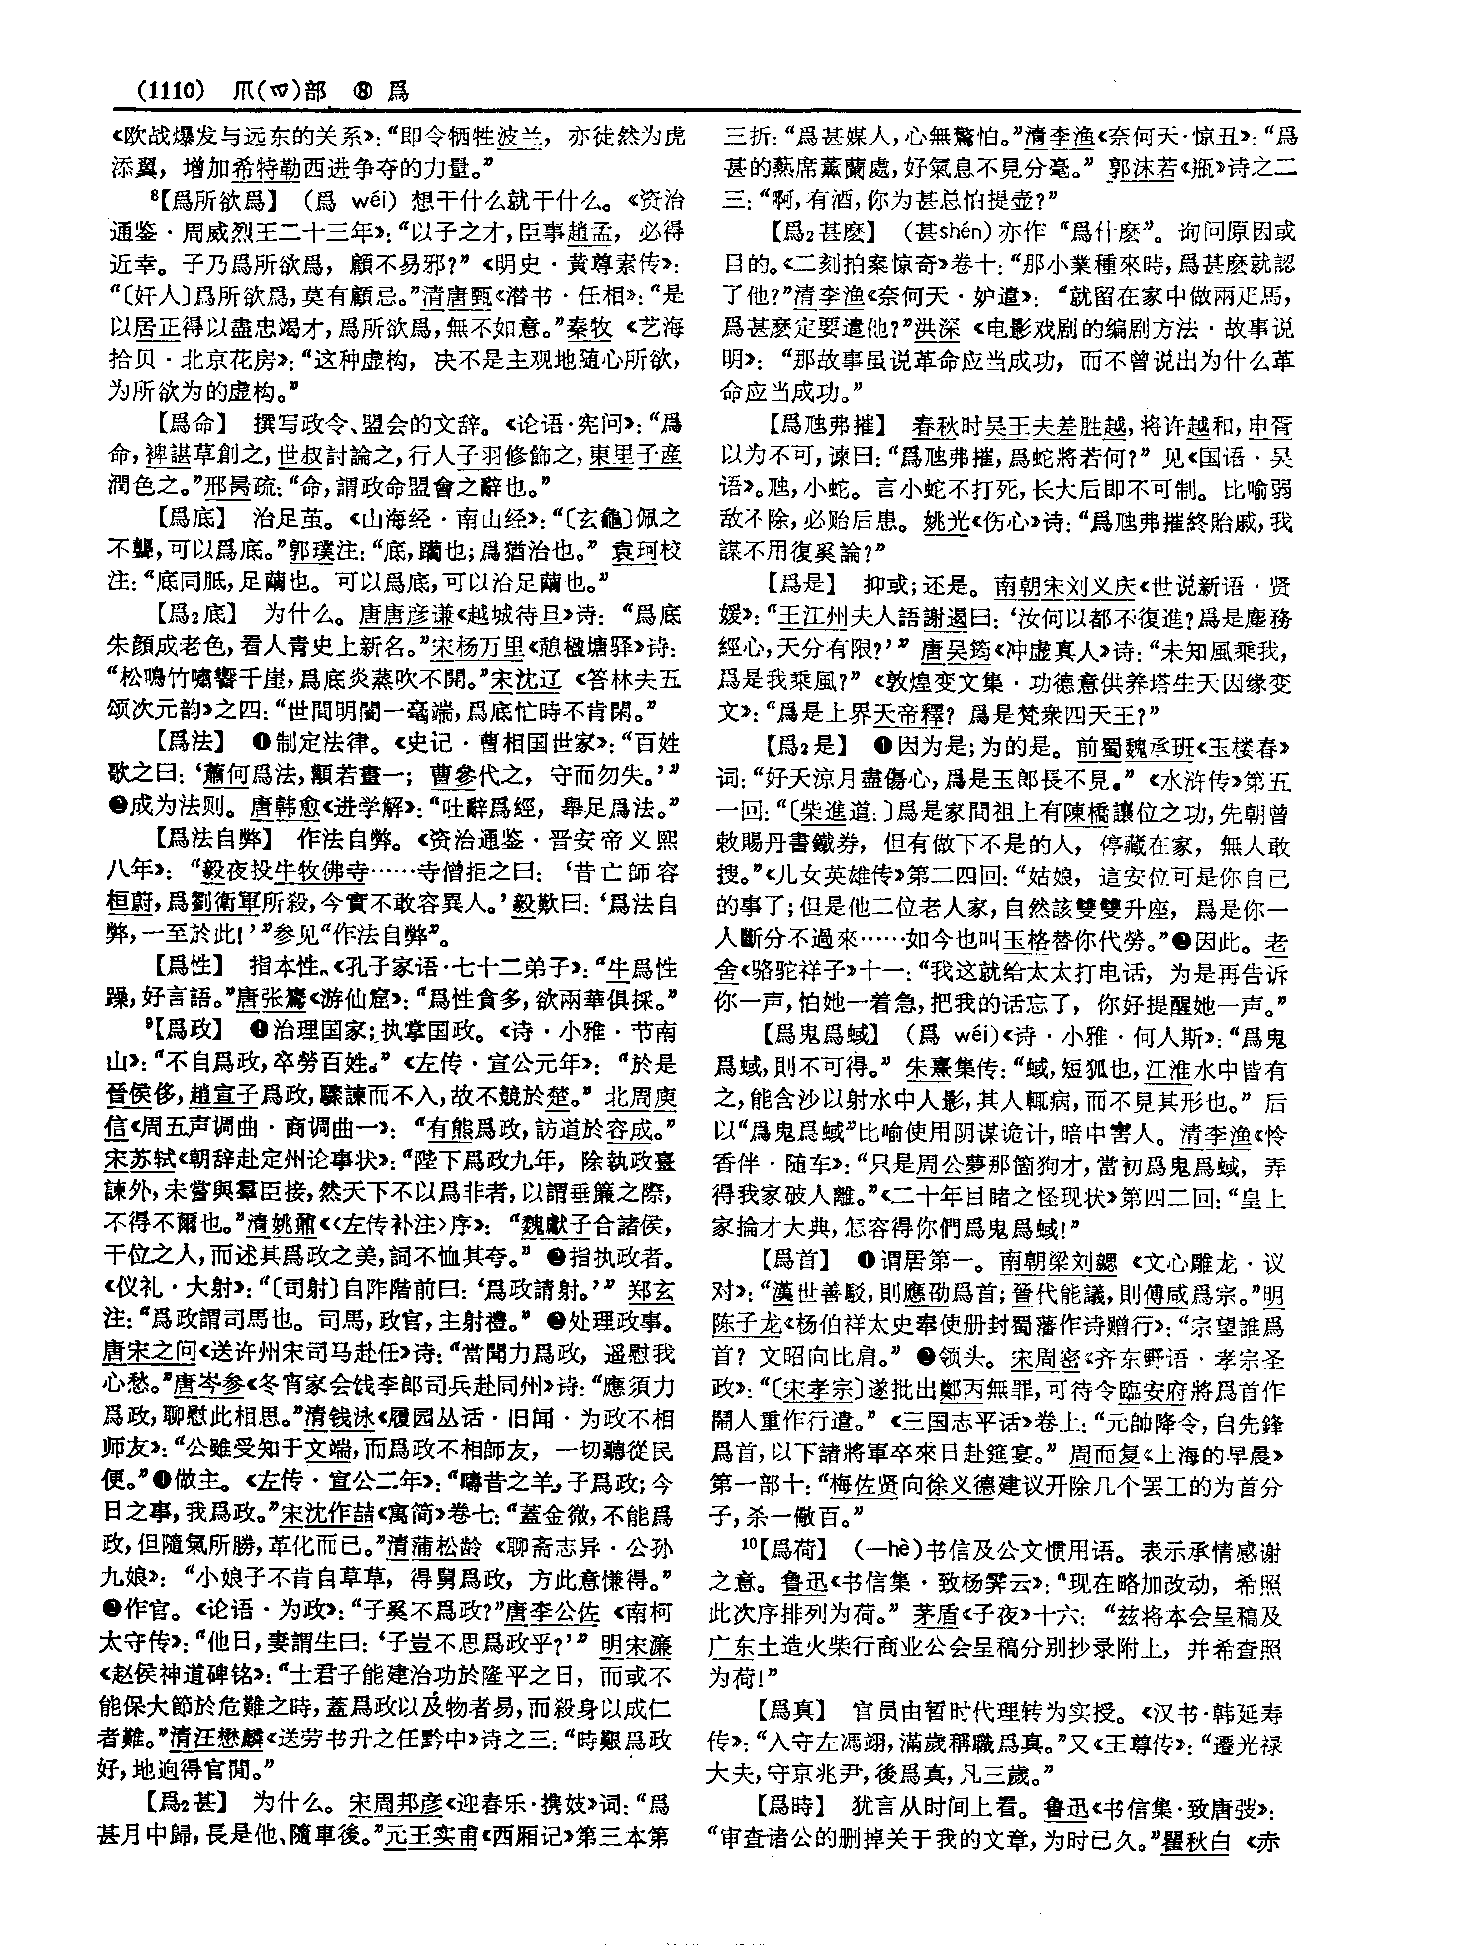 (1110) 爪(爫)部 ⑧ 爲
《欧战爆发与远东的关系》：“即令牺牲波兰，亦徒然为虎
添翼，增加希特勒西进争夺的力量。”
8【爲所欲爲】（爲 wéi）想干什么就干什么。《资治
通鉴·周威烈王二十三年》：“以子之才，臣事趙孟，必得
近幸。子乃爲所欲爲，顧不易邪？”《明史·黄尊素传》：
“〔奸人〕爲所欲爲，莫有顧忌。”清唐甄《潜书·任相》：“是
以居正得以盡忠竭才，爲所欲爲，無不如意。”秦牧《艺海
拾贝·北京花房》：“这种虚构，决不是主观地随心所欲，
为所欲为的虚构。”
【爲命】 撰写政令、盟会的文辞。《论语·宪问》：“爲
命，裨諶草創之，世叔討論之，行人子羽修飾之，東里子産
潤色之。”邢昺疏：“命，謂政命盟會之辭也。”
【爲底】 治足茧。《山海经·南山经》：“〔玄龜〕佩之
不聾，可以爲底。”郭璞注：“底，躪也；爲猶治也。”袁珂校
注：“底同胝，足繭也。可以爲底，可以治足繭也。”
【爲2底】 为什么。唐唐彦谦《越城待旦》诗：“爲底
朱顔成老色，看人青史上新名。”宋杨万里《憩楹塘驿》诗：
“松鳴竹嘯響千崖，爲底炎蒸吹不開。”宋沈辽《答林夫五
颂次元韵》之四：“世間明闇一毫端，爲底忙時不肯閑。”
【爲法】 ❶制定法律。《史记·曹相国世家》：“百姓
歌之曰：‘蕭何爲法，顜若畫一；曹參代之，守而勿失。’”
❷成为法则。唐韩愈《进学解》：“吐辭爲經，舉足爲法。”
【爲法自弊】 作法自弊。《资治通鉴·晋安帝义熙
八年》：“毅夜投牛牧佛寺……寺僧拒之曰：‘昔亡師容
桓蔚，爲劉衛軍所殺，今實不敢容異人。’毅歎曰：‘爲法自
弊，一至於此！’”参见“作法自弊”。
【爲性】 指本性。《孔子家语·七十二弟子》：“牛爲性
躁，好言語。”唐张鷟《游仙窟》：“爲性貪多，欲兩華俱採。”
9【爲政】 ❶治理国家；执掌国政。《诗·小雅·节南
山》：“不自爲政，卒勞百姓。”《左传·宣公元年》：“於是
晉侯侈，趙宣子爲政，驟諫而不入，故不競於楚。”北周庾
信《周五声调曲·商调曲一》：“有熊爲政，訪道於容成。”
宋苏轼《朝辞赴定州论事状》：“陛下爲政九年，除執政臺
諫外，未嘗與羣臣接，然天下不以爲非者，以謂垂簾之際，
不得不爾也。”清姚鼐《〈左传补注〉序》：“魏獻子合諸侯，
干位之人，而述其爲政之美，詞不恤其夸。”❷指执政者。
《仪礼·大射》：“〔司射〕自阼階前曰：‘爲政請射。’”郑玄
注：“爲政謂司馬也。司馬，政官，主射禮。”❸处理政事。
唐宋之问《送许州宋司马赴任》诗：“當聞力爲政，遥慰我
心愁。”唐岑参《冬宵家会饯李郎司兵赴同州》诗：“應須力
爲政，聊慰此相思。”清钱泳《履园丛话·旧闻·为政不相
师友》：“公雖受知于文端，而爲政不相師友，一切聽從民
便。”❹做主。《左传·宣公二年》：“疇昔之羊，子爲政；今
日之事，我爲政。”宋沈作喆《寓简》卷七：“蓋金微，不能爲
政，但隨氣所勝，革化而已。”清蒲松龄《聊斋志异·公孙
九娘》：“小娘子不肯自草草，得舅爲政，方此意慊得。”
❺作官。《论语·为政》：“子奚不爲政？”唐李公佐《南柯
太守传》：“他日，妻謂生曰：‘子豈不思爲政乎？’”明宋濂
《赵侯神道碑铭》：“士君子能建治功於隆平之日，而或不
能保大節於危難之時，蓋爲政以及物者易，而殺身以成仁
者難。”清汪懋麟《送劳书升之任黔中》诗之三：“時艱爲政
好，地迥得官閒。”
【爲2甚】 为什么。宋周邦彦《迎春乐·携妓》词：“爲
甚月中歸，長是他、隨車後。”元王实甫《西厢记》第三本第
三折：“爲甚媒人，心無驚怕。”清李渔《奈何天·惊丑》：“爲
甚的爇席薰蘭處，好氣息不見分毫。”郭沫若《瓶》诗之二
三：“啊，有酒，你为甚总怕提壶？”
【爲2甚麽】（甚shén）亦作“爲什麽”。询问原因或
目的。《二刻拍案惊奇》卷十：“那小業種來時，爲甚麽就認
了他？”清李渔《奈何天·妒遣》：“就留在家中做兩疋馬，
爲甚麽定要遣他？”洪深《电影戏剧的编剧方法·故事说
明》：“那故事虽说革命应当成功，而不曾说出为什么革
命应当成功。”
【爲虺弗摧】 春秋时吴王夫差胜越，将许越和，申胥
以为不可，谏曰：“爲虺弗摧，爲蛇將若何？”见《国语·吴
语》。虺，小蛇。言小蛇不打死，长大后即不可制。比喻弱
敌不除，必贻后患。姚光《伤心》诗：“爲虺弗摧終貽戚，我
謀不用復奚論？”
【爲是】 抑或；还是。南朝宋刘义庆《世说新语·贤
媛》：“王江州夫人語謝遏曰：‘汝何以都不復進？爲是塵務
經心，天分有限？’”唐吴筠《冲虚真人》诗：“未知風乘我，
爲是我乘風？”《敦煌变文集·功德意供养塔生天因缘变
文》：“爲是上界天帝釋？爲是梵衆四天王？”
【爲2是】 ❶因为是；为的是。前蜀魏承班《玉楼春》
词：“好天涼月盡傷心，爲是玉郎長不見。”《水浒传》第五
一回：“〔柴進道：〕爲是家間祖上有陳橋讓位之功，先朝曾
敕賜丹書鐵券，但有做下不是的人，停藏在家，無人敢
搜。”《儿女英雄传》第二四回：“姑娘，這安位可是你自己
的事了；但是他二位老人家，自然該雙雙升座，爲是你一
人斷分不過來……如今也叫玉格替你代勞。”❷因此。老
舍《骆驼祥子》十一：“我这就给太太打电话，为是再告诉
你一声，怕她一着急，把我的话忘了，你好提醒她一声。”
【爲鬼爲蜮】（爲 wéi）《诗·小雅·何人斯》：“爲鬼
爲蜮，則不可得。”朱熹集传：“蜮，短狐也，江淮水中皆有
之，能含沙以射水中人影，其人輒病，而不見其形也。”后
以“爲鬼爲蜮”比喻使用阴谋诡计，暗中害人。清李渔《怜
香伴·随车》：“只是周公夢那箇狗才，當初爲鬼爲蜮，弄
得我家破人離。”《二十年目睹之怪现状》第四二回：“皇上
家掄才大典，怎容得你們爲鬼爲蜮！”
【爲首】 ❶谓居第一。南朝梁刘勰《文心雕龙·议
对》：“漢世善駁，則應劭爲首；晉代能議，則傅咸爲宗。”明
陈子龙《杨伯祥太史奉使册封蜀藩作诗赠行》：“宗望誰爲
首？文昭向比肩。”❷领头。宋周密《齐东野语·孝宗圣
政》：“〔宋孝宗〕遂批出鄭丙無罪，可待令臨安府將爲首作
鬧人重作行遣。”《三国志平话》卷上：“元帥降令，自先鋒
爲首，以下諸將軍卒來日赴筵宴。”周而复《上海的早晨》
第一部十：“梅佐贤向徐义德建议开除几个罢工的为首分
子，杀一儆百。”
10【爲荷】（—hè）书信及公文惯用语。表示承情感谢
之意。鲁迅《书信集·致杨霁云》：“现在略加改动，希照
此次序排列为荷。”茅盾《子夜》十六：“兹将本会呈稿及
广东土造火柴行商业公会呈稿分别抄录附上，并希查照
为荷！”
【爲真】 官员由暂时代理转为实授。《汉书·韩延寿
传》：“入守左馮翊，滿歲稱職爲真。”又《王尊传》：“遷光禄
大夫，守京兆尹，後爲真，凡三歲。”
【爲時】 犹言从时间上看。鲁迅《书信集·致唐弢》：
“审查诸公的删掉关于我的文章，为时已久。”瞿秋白《赤